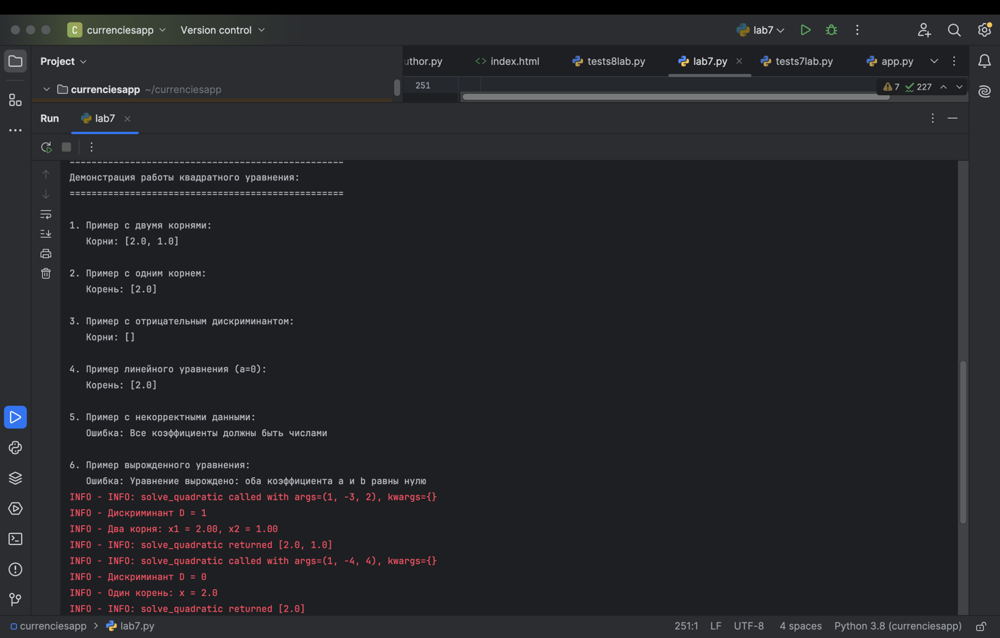 C currenciesapp Version control lab7
Project uthor.py index.html tests8lab.py lab7.py tests7lab.py app.py
currenciesapp ~/currenciesapp 251 7 227
Run lab7
==================================================
Демонстрация работы квадратного уравнения:
==================================================
1. Пример с двумя корнями:
Корни: [2.0, 1.0]
2. Пример с одним корнем:
Корень: [2.0]
3. Пример с отрицательным дискриминантом:
Корни: []
4. Пример линейного уравнения (a=0):
Корень: [2.0]
5. Пример с некорректными данными:
Ошибка: Все коэффициенты должны быть числами
6. Пример вырожденного уравнения:
Ошибка: Уравнение вырождено: оба коэффициента a и b равны нулю
INFO - INFO: solve_quadratic called with args=(1, -3, 2), kwargs={}
INFO - Дискриминант D = 1
INFO - Два корня: x1 = 2.00, x2 = 1.00
INFO - INFO: solve_quadratic returned [2.0, 1.0]
INFO - INFO: solve_quadratic called with args=(1, -4, 4), kwargs={}
INFO - Дискриминант D = 0
INFO - Один корень: x = 2.0
INFO - INFO: solve_quadratic returned [2.0]
currenciesapp > lab7.py 251:1 LF UTF-8 4 spaces Python 3.8 (currenciesapp)